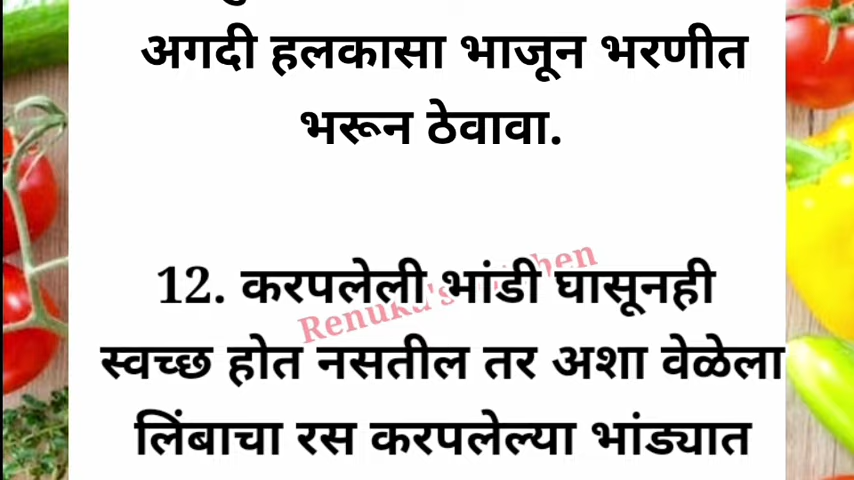 अगदी हलकासा भाजून भरणीत
भरून ठेवावा.
12. करपलेली भांडी घासूनही
स्वच्छ होत नसतील तर अशा वेळेला
लिंबाचा रस करपलेल्या भांड्यात